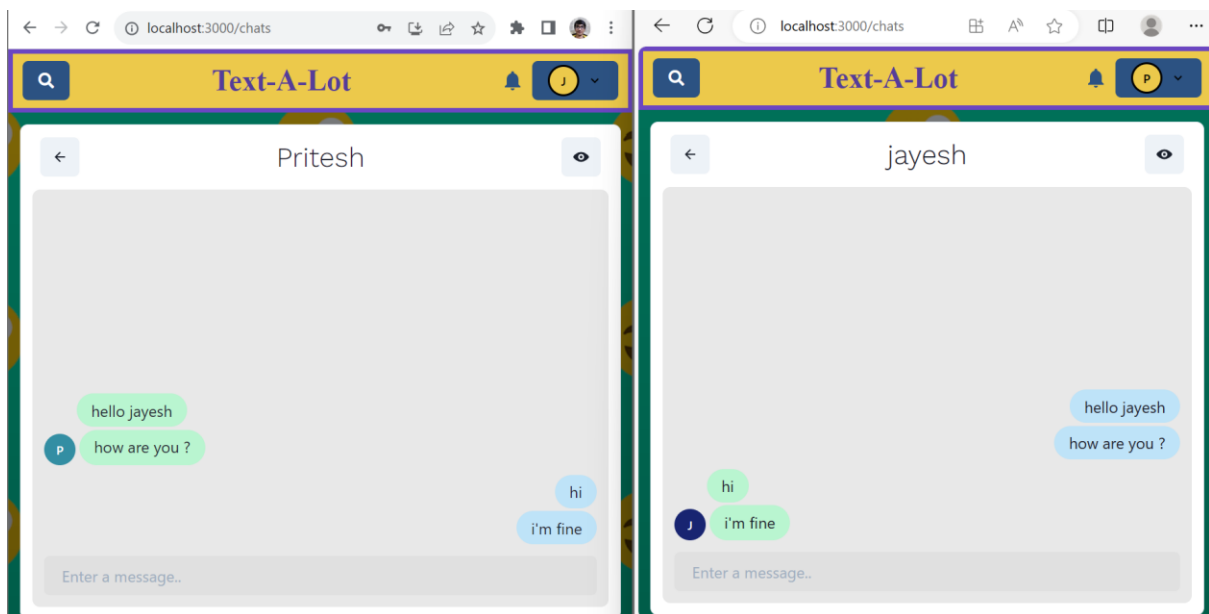 localhost:3000/chats
Text-A-Lot
J
Pritesh
hello jayesh
P
how are you ?
hi
i'm fine
Enter a message..
localhost:3000/chats
Text-A-Lot
P
jayesh
hello jayesh
how are you ?
hi
J
i'm fine
Enter a message..